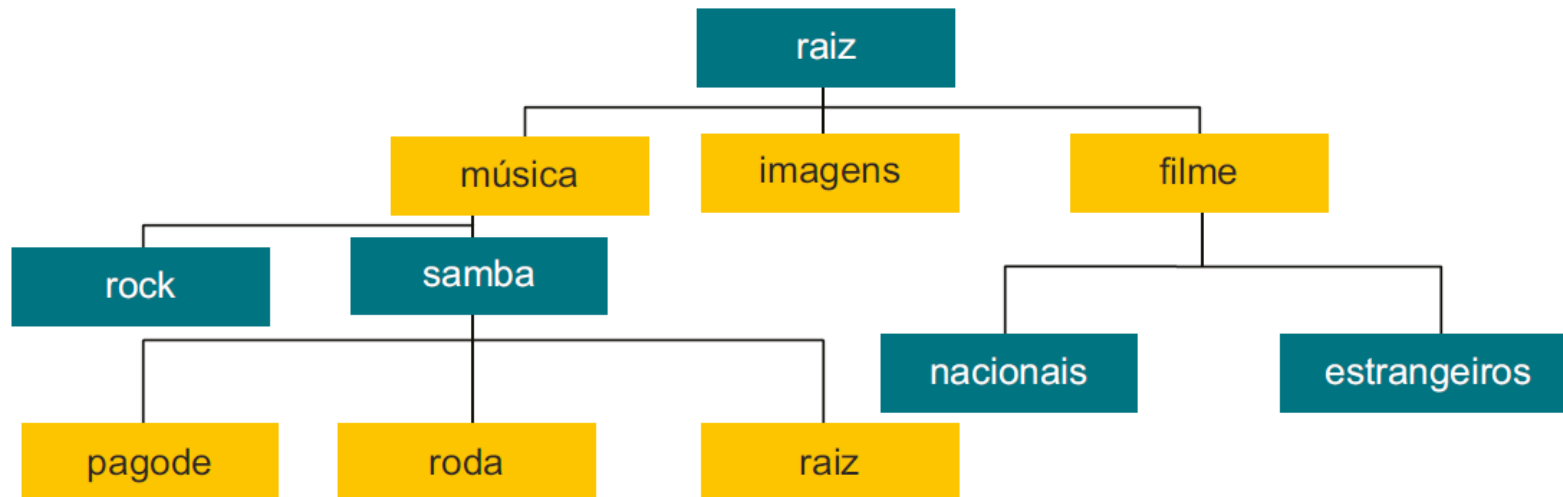 raiz
música
imagens
filme
rock
samba
nacionais
estrangeiros
pagode
roda
raiz